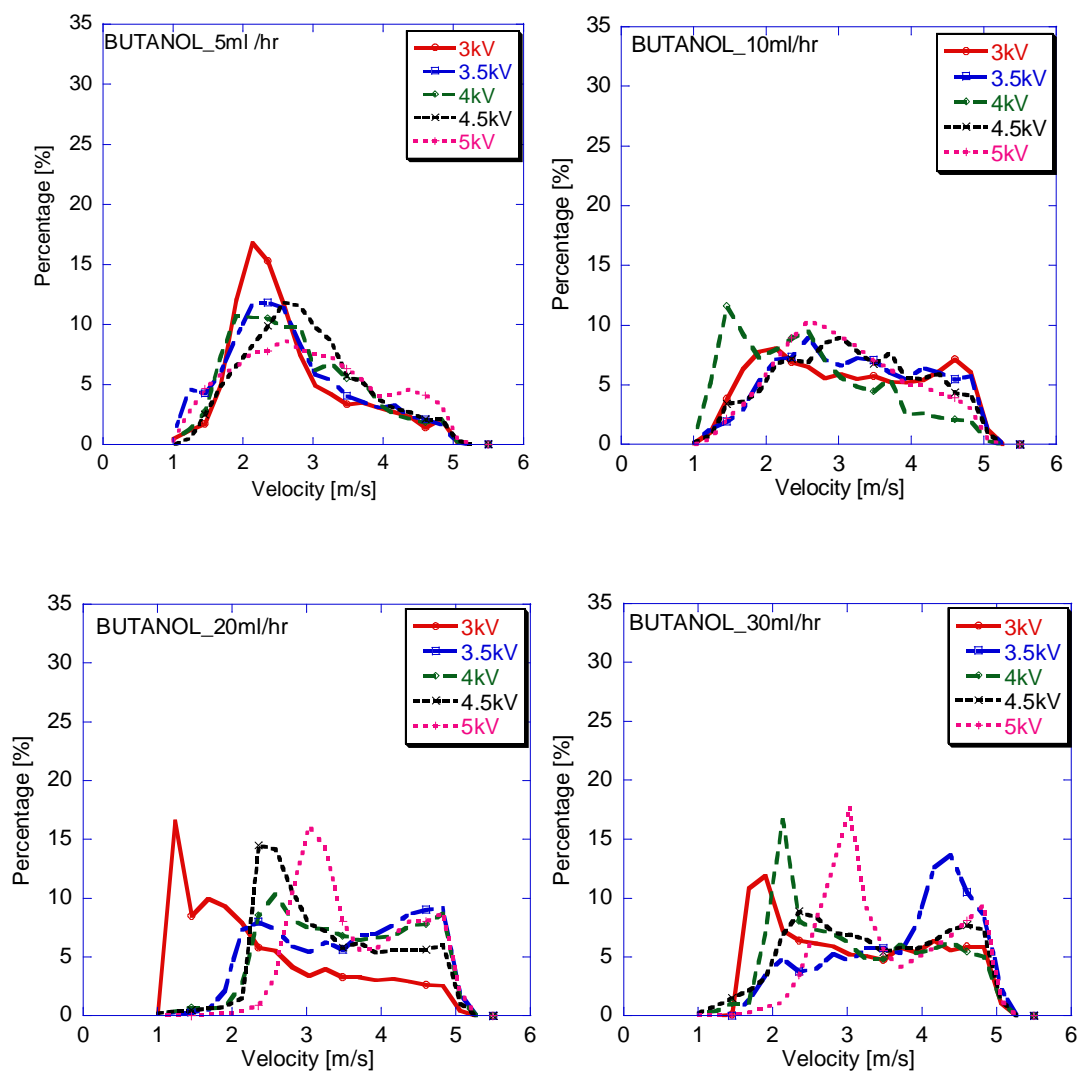 BUTANOL_5ml /hr
3kV
3.5kV
4kV
4.5kV
5kV
35
30
25
20
15
10
5
0
Percentage [%]
0 1 2 3 4 5 6
Velocity [m/s]
BUTANOL_10ml/hr
3kV
3.5kV
4kV
4.5kV
5kV
35
30
25
20
15
10
5
0
Percentage [%]
0 1 2 3 4 5 6
Velocity [m/s]
BUTANOL_20ml/hr
3kV
3.5kV
4kV
4.5kV
5kV
35
30
25
20
15
10
5
0
Percentage [%]
0 1 2 3 4 5 6
Velocity [m/s]
BUTANOL_30ml/hr
3kV
3.5kV
4kV
4.5kV
5kV
35
30
25
20
15
10
5
0
Percentage [%]
0 1 2 3 4 5 6
Velocity [m/s]